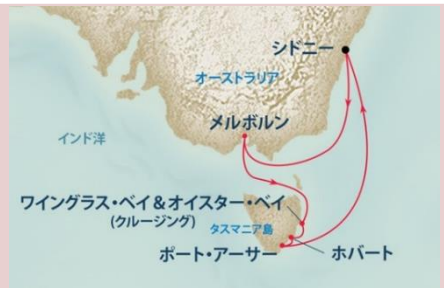 シドニー
オーストラリア
メルボルン
インド洋
ワイングラス・ベイ＆オイスター・ベイ
(クルージング)
タスマニア島
ポート・アーサー
ホバート